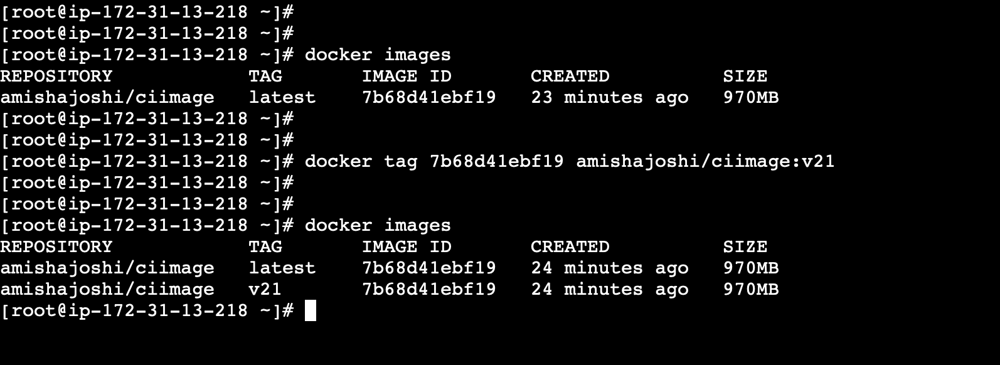 [root@ip-172-31-13-218 ~]#
[root@ip-172-31-13-218 ~]#
[root@ip-172-31-13-218 ~]# docker images
REPOSITORY TAG IMAGE ID CREATED SIZE
amishajoshi/ciimage latest 7b68d41ebf19 23 minutes ago 970MB
[root@ip-172-31-13-218 ~]#
[root@ip-172-31-13-218 ~]#
[root@ip-172-31-13-218 ~]# docker tag 7b68d41ebf19 amishajoshi/ciimage:v21
[root@ip-172-31-13-218 ~]#
[root@ip-172-31-13-218 ~]#
[root@ip-172-31-13-218 ~]# docker images
REPOSITORY TAG IMAGE ID CREATED SIZE
amishajoshi/ciimage latest 7b68d41ebf19 24 minutes ago 970MB
amishajoshi/ciimage v21 7b68d41ebf19 24 minutes ago 970MB
[root@ip-172-31-13-218 ~]#